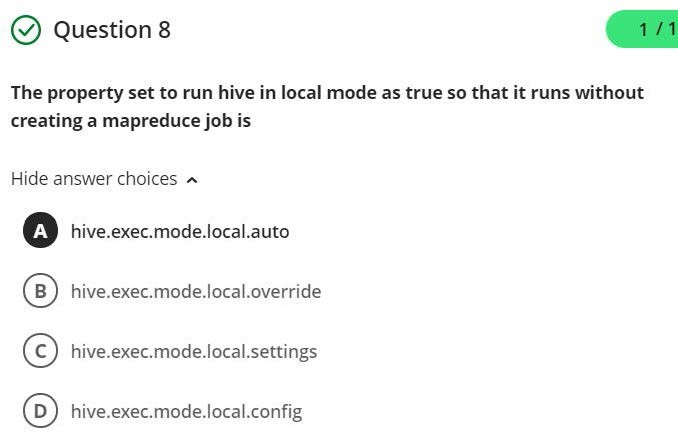 Question 8
1 / 1
The property set to run hive in local mode as true so that it runs without
creating a mapreduce job is
Hide answer choices
A hive.exec.mode.local.auto
B hive.exec.mode.local.override
C hive.exec.mode.local.settings
D hive.exec.mode.local.config